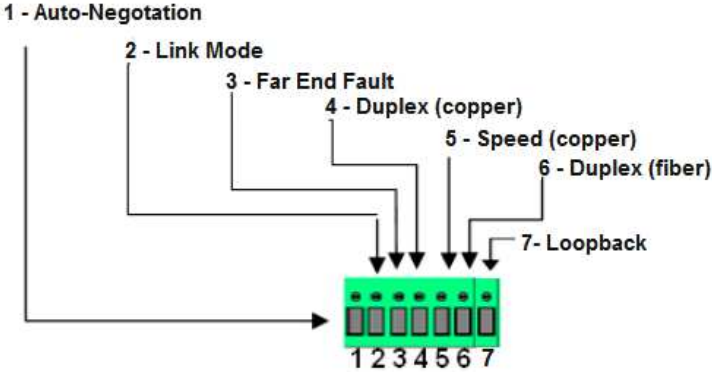 1 - Auto-Negotation
2 - Link Mode
3 - Far End Fault
4 - Duplex (copper)
5 - Speed (copper)
6 - Duplex (fiber)
7- Loopback
1 2 3 4 5 6 7